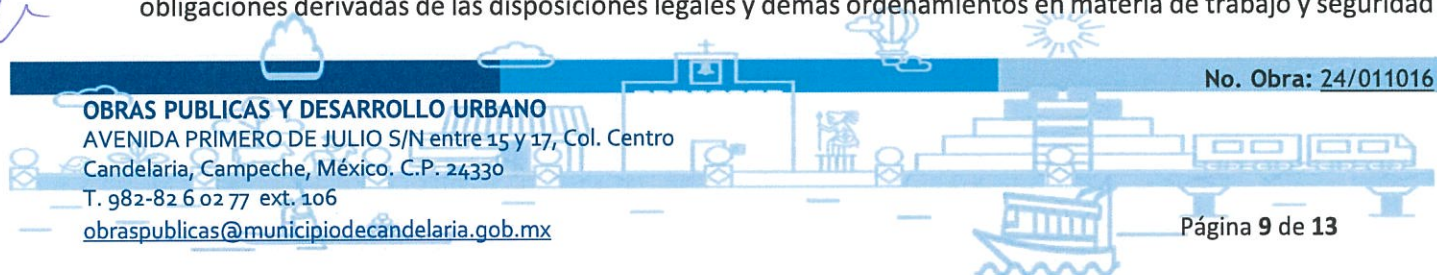 obligaciones derivadas de las disposiciones legales y demás ordenamientos en materia de trabajo y seguridad
No. Obra: 24/011016
OBRAS PUBLICAS Y DESARROLLO URBANO
AVENIDA PRIMERO DE JULIO S/N entre 15 y 17, Col. Centro
Candelaria, Campeche, México. C.P. 24330
T. 982-82 6 02 77 ext. 106
obraspublicas@municipiodecandelaria.gob.mx
Página 9 de 13